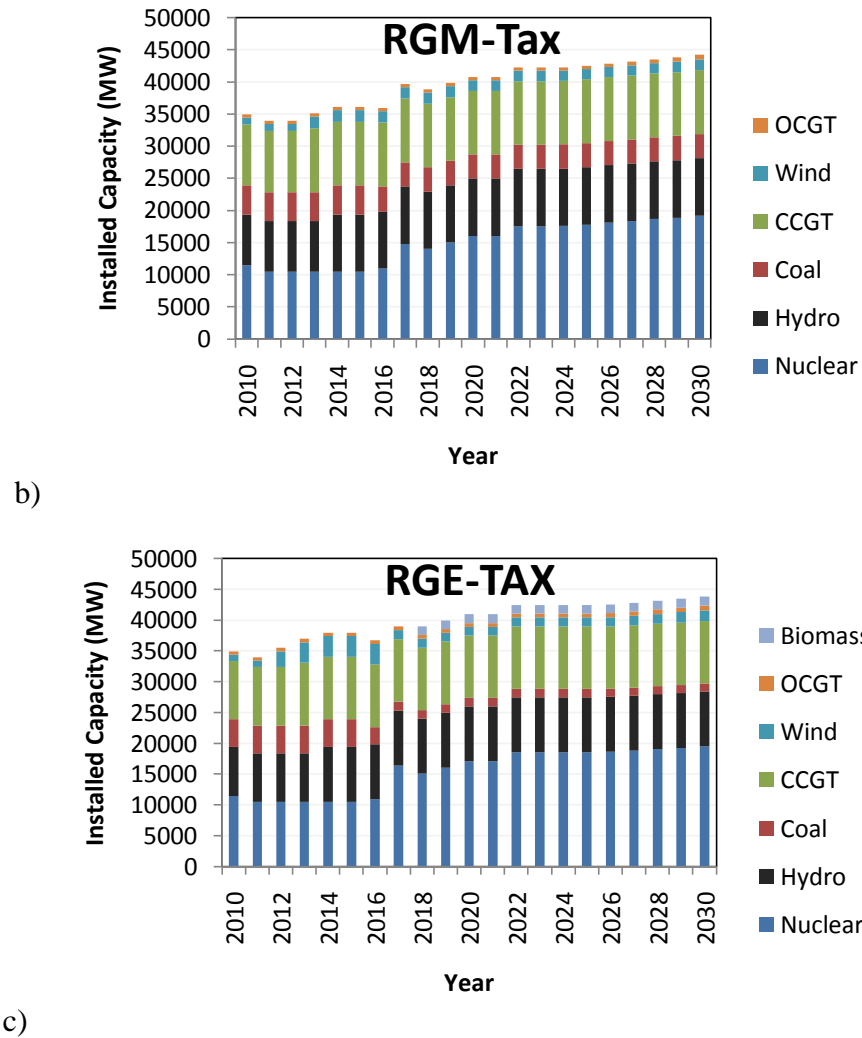 RGM-Tax
Installed Capacity (MW)
50000
45000
40000
35000
30000
25000
20000
15000
10000
5000
0
2010
2012
2014
2016
2018
2020
2022
2024
2026
2028
2030
Year
OCGT
Wind
CCGT
Coal
Hydro
Nuclear
b)
RGE-TAX
Installed Capacity (MW)
50000
45000
40000
35000
30000
25000
20000
15000
10000
5000
0
2010
2012
2014
2016
2018
2020
2022
2024
2026
2028
2030
Year
Biomass
OCGT
Wind
CCGT
Coal
Hydro
Nuclear
c)